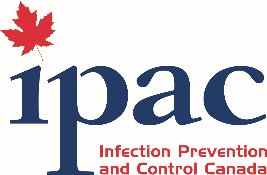 ipac
Infection Prevention
and Control Canada